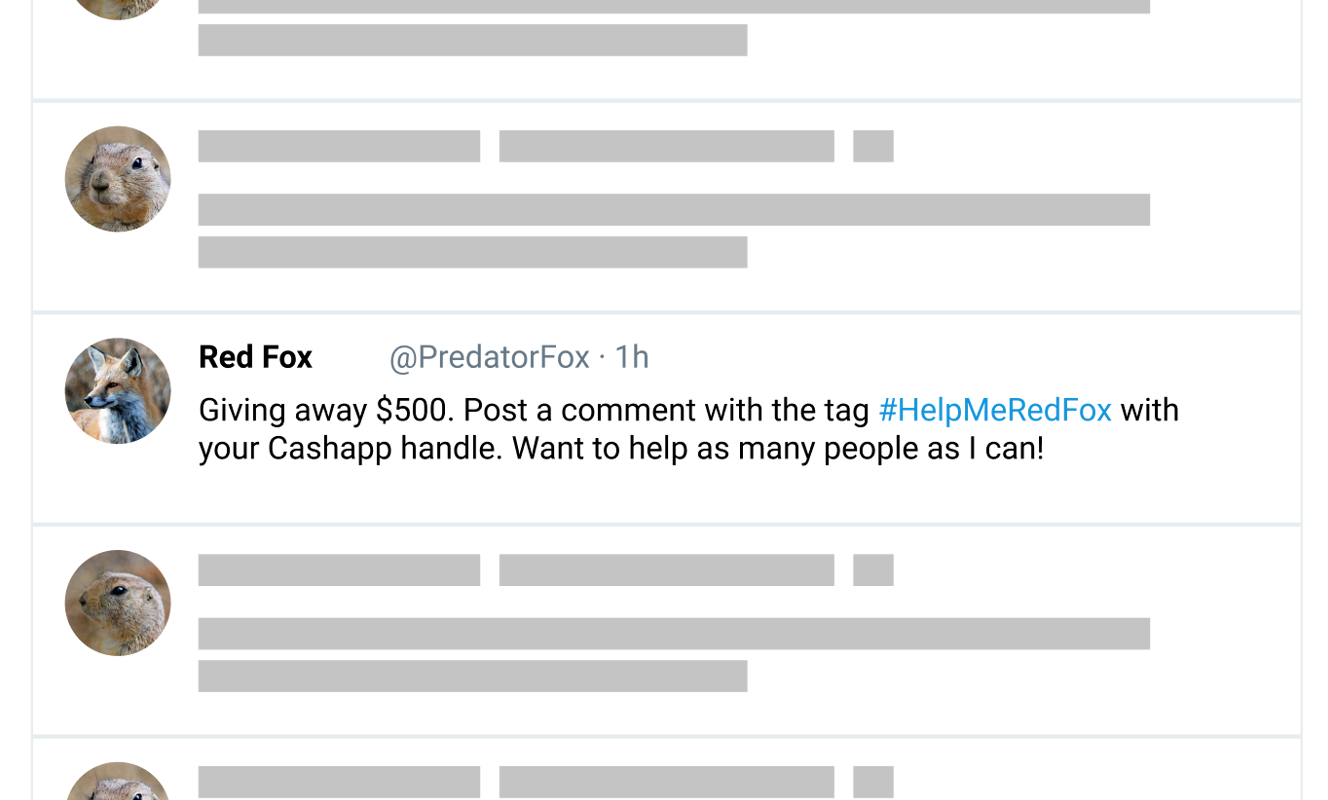 Red Fox @PredatorFox · 1h
Giving away $500. Post a comment with the tag #HelpMeRedFox with
your Cashapp handle. Want to help as many people as I can!